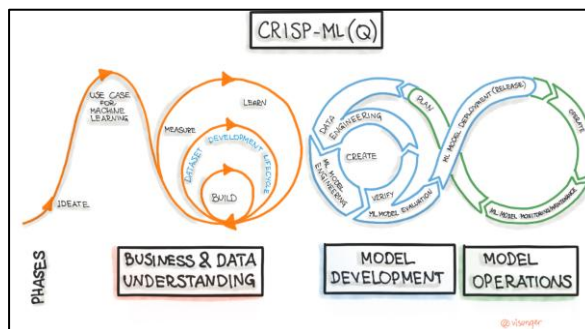 CRISP-ML(Q)
USE CASE
FOR
MACHINE
LEARNING
IDEATE
LEARN
MEASURE
DATASET DEVELOPMENT LIFECYCLE
BUILD
DATA ENGINEERING
PLAN
CREATE
ML MODEL ENGINEERING
VERIFY
ML MODEL EVALUATION
ML MODEL DEPLOYMENT (RELEASE)
OPERATE
ML MODEL MONITORING&MAINTENANCE
PHASES
BUSINESS & DATA
UNDERSTANDING
MODEL
DEVELOPMENT
MODEL
OPERATIONS
@visenger